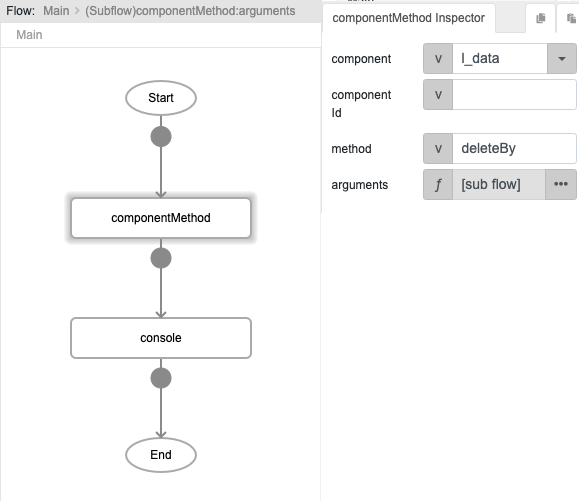 Flow: Main > (Subflow)componentMethod:arguments
Main
Start
componentMethod
console
End
componentMethod Inspector
component v l_data
component
Id v
method v deleteBy
arguments ƒ [sub flow] •••